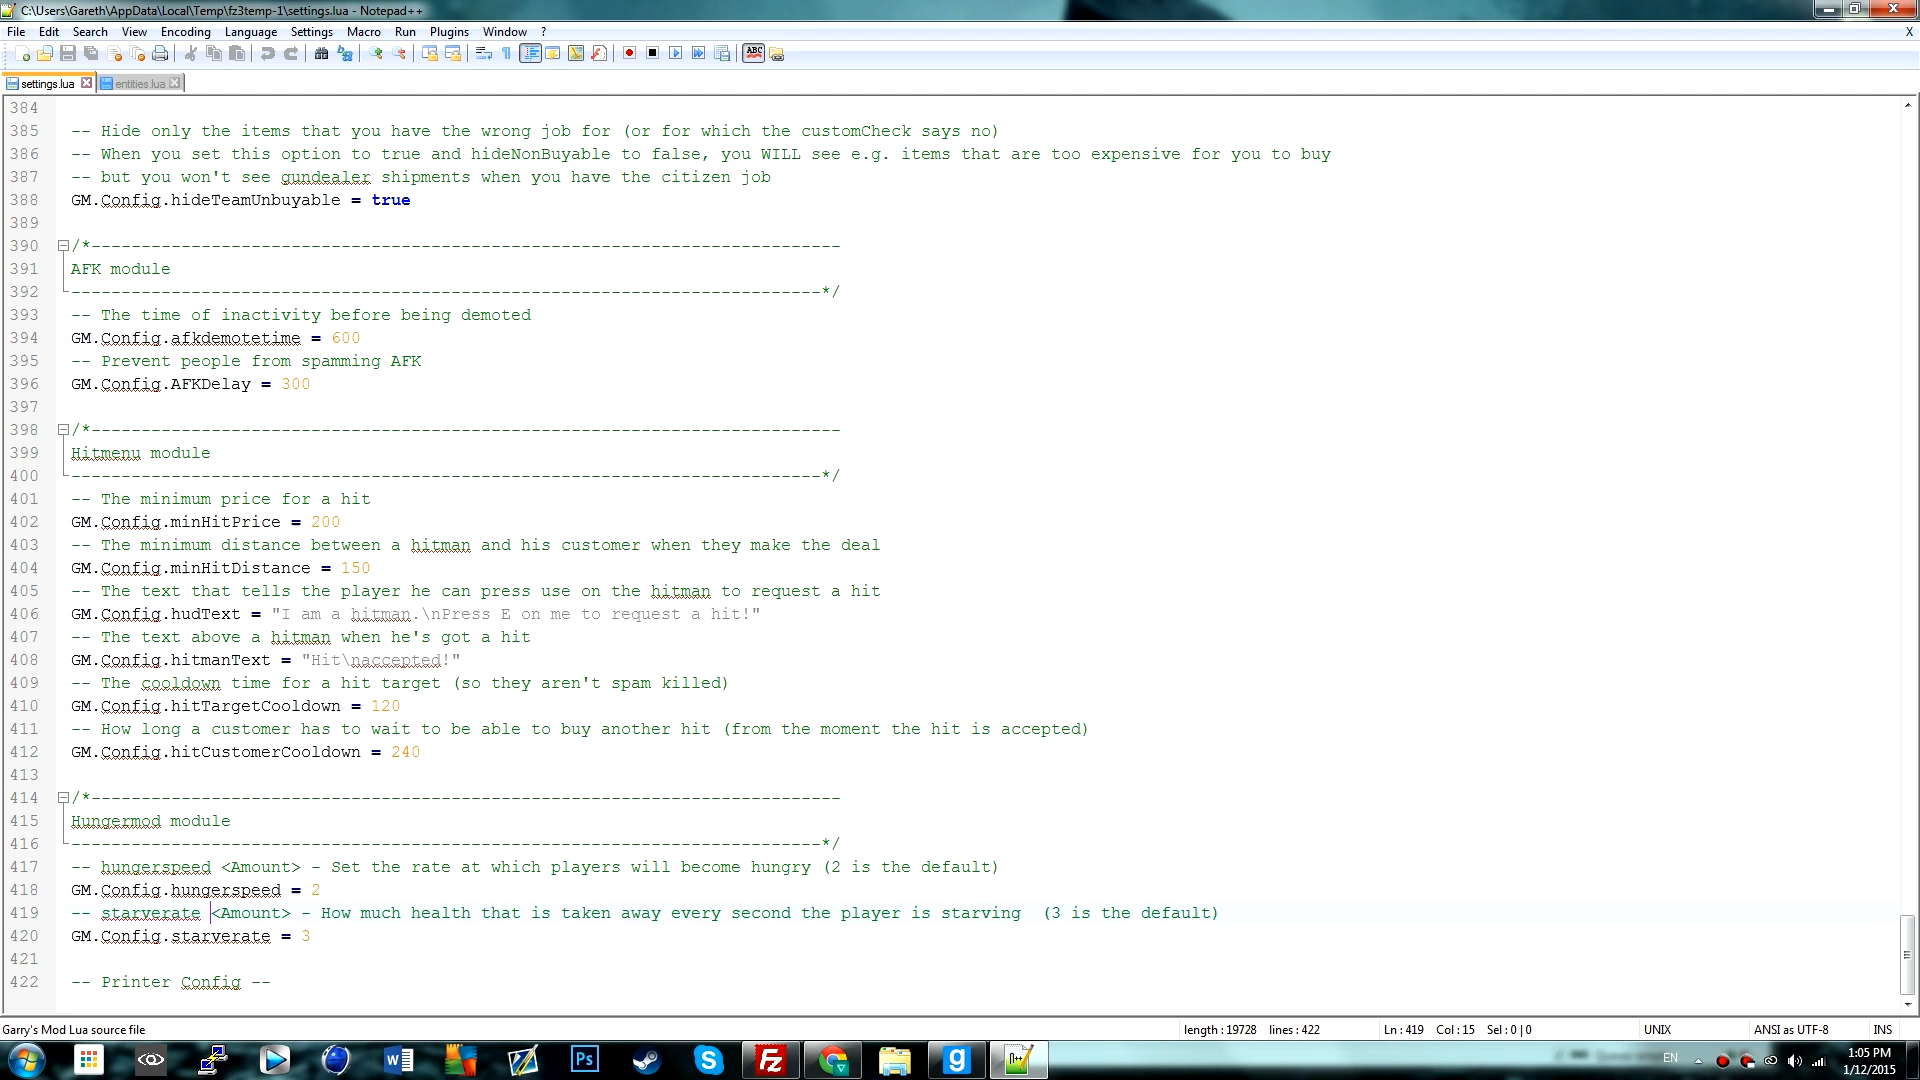 C:\Users\Gareth\AppData\Local\Temp\fz3temp-1\settings.lua - Notepad++
File Edit Search View Encoding Language Settings Macro Run Plugins Window ? X
ABC
settings.lua entities.lua
384
385 -- Hide only the items that you have the wrong job for (or for which the customCheck says no)
386 -- When you set this option to true and hideNonBuyable to false, you WILL see e.g. items that are too expensive for you to buy
387 -- but you won't see gundealer shipments when you have the citizen job
388 GM.Config.hideTeamUnbuyable = true
389
390 /*---------------------------------------------------------------------------
391 AFK module
392 ---------------------------------------------------------------------------*/
393 -- The time of inactivity before being demoted
394 GM.Config.afkdemotetime = 600
395 -- Prevent people from spamming AFK
396 GM.Config.AFKDelay = 300
397
398 /*---------------------------------------------------------------------------
399 Hitmenu module
400 ---------------------------------------------------------------------------*/
401 -- The minimum price for a hit
402 GM.Config.minHitPrice = 200
403 -- The minimum distance between a hitman and his customer when they make the deal
404 GM.Config.minHitDistance = 150
405 -- The text that tells the player he can press use on the hitman to request a hit
406 GM.Config.hudText = "I am a hitman.\nPress E on me to request a hit!"
407 -- The text above a hitman when he's got a hit
408 GM.Config.hitmanText = "Hit\naccepted!"
409 -- The cooldown time for a hit target (so they aren't spam killed)
410 GM.Config.hitTargetCooldown = 120
411 -- How long a customer has to wait to be able to buy another hit (from the moment the hit is accepted)
412 GM.Config.hitCustomerCooldown = 240
413
414 /*---------------------------------------------------------------------------
415 Hungermod module
416 ---------------------------------------------------------------------------*/
417 -- hungerspeed <Amount> - Set the rate at which players will become hungry (2 is the default)
418 GM.Config.hungerspeed = 2
419 -- starverate <Amount> - How much health that is taken away every second the player is starving  (3 is the default)
420 GM.Config.starverate = 3
421
422 -- Printer Config --
Garry's Mod Lua source file length : 19728 lines : 422 Ln : 419 Col : 15 Sel : 0 | 0 UNIX ANSI as UTF-8 INS
W Ps S Fz g EN 1:05 PM
1/12/2015